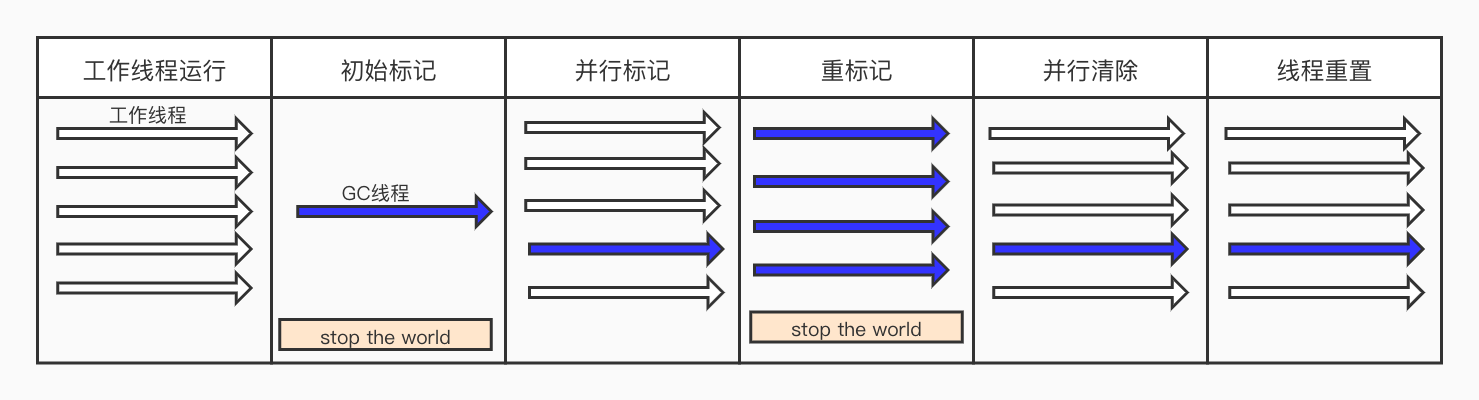 工作线程运行
初始标记
并行标记
重标记
并行清除
线程重置
工作线程
GC线程
stop the world
stop the world